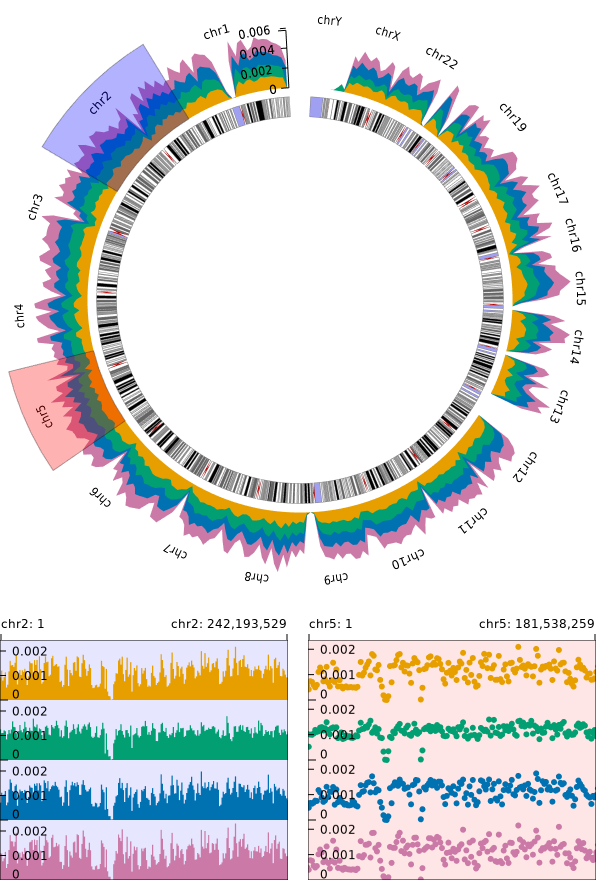 chrY
chr1
0.006
0.004
0.002
0
chrX
chr22
chr19
chr17
chr16
chr15
chr14
chr13
chr12
chr11
chr10
chr9
chr8
chr7
chr6
chr5
chr4
chr3
chr2
chr2: 1
chr2: 242,193,529
chr5: 1
chr5: 181,538,259
0.002
0.001
0
0.002
0.001
0
0.002
0.001
0
0.002
0.001
0
0.002
0.001
0
0.002
0.001
0
0.002
0.001
0
0.002
0.001
0